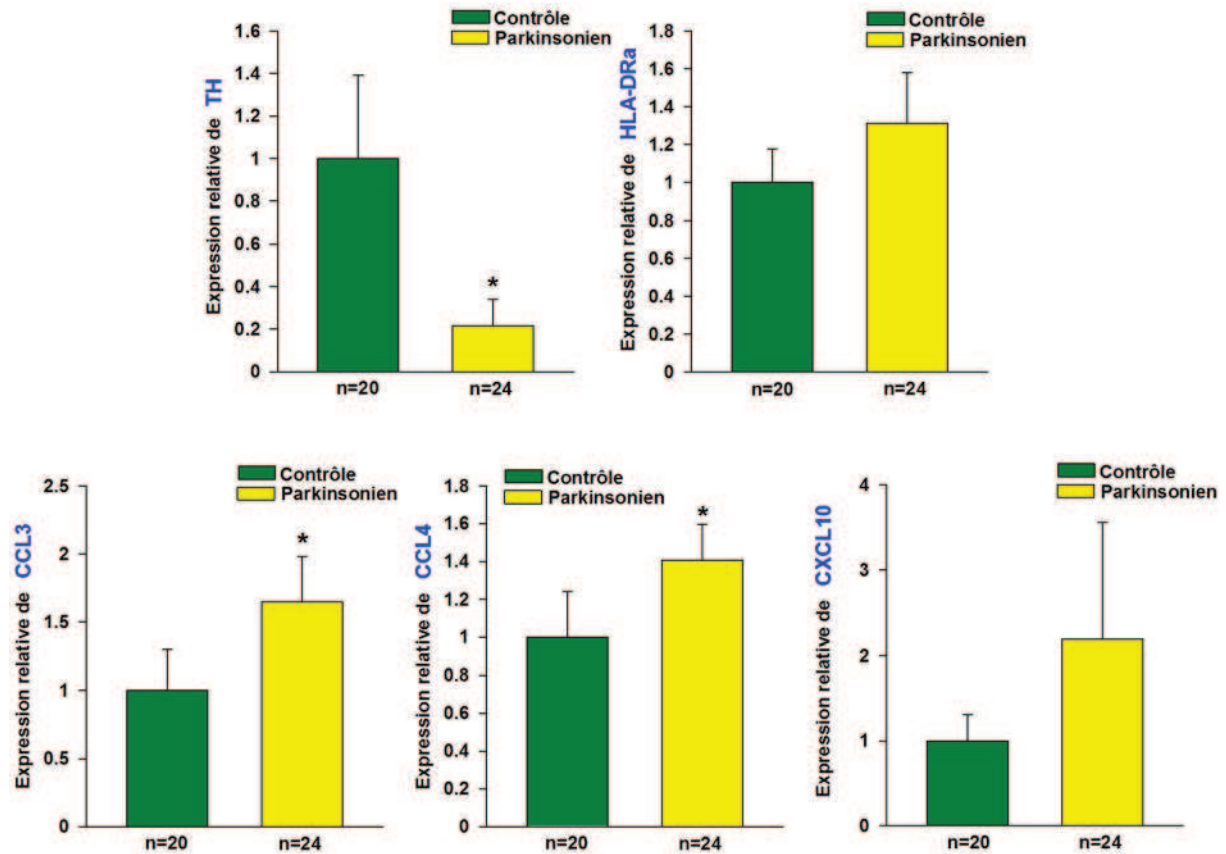 Contrôle
Parkinsonien
Expression relative de TH
1.6
1.4
1.2
1
0.8
0.6
0.4
0.2
0
*
n=20
n=24
Contrôle
Parkinsonien
Expression relative de HLA-DRa
1.8
1.6
1.4
1.2
1
0.8
0.6
0.4
0.2
0
n=20
n=24
Contrôle
Parkinsonien
Expression relative de CCL3
2.5
2
1.5
1
0.5
0
*
n=20
n=24
Contrôle
Parkinsonien
Expression relative de CCL4
1.8
1.6
1.4
1.2
1
0.8
0.6
0.4
0.2
0
*
n=20
n=24
Contrôle
Parkinsonien
Expression relative de CXCL10
4
3
2
1
0
n=20
n=24